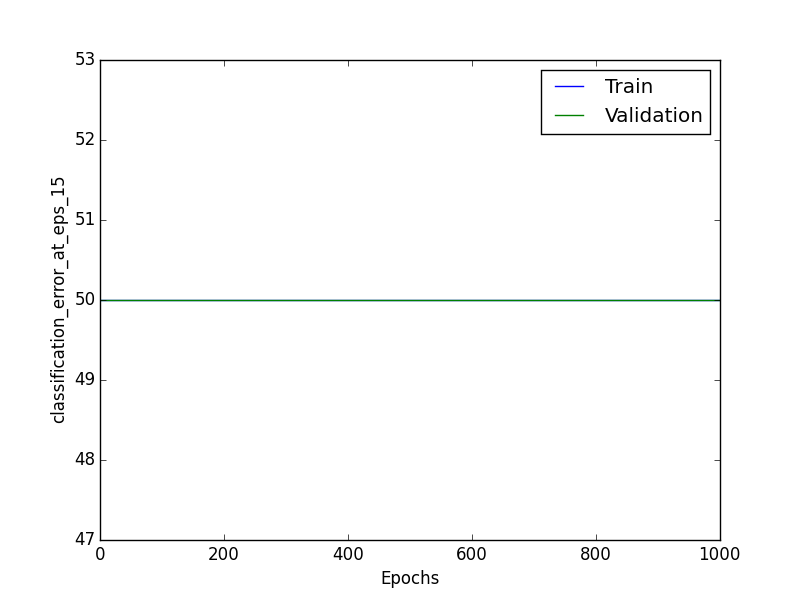 53
52
51
50
49
48
47
classification_error_at_eps_15
Train
Validation
0 200 400 600 800 1000
Epochs